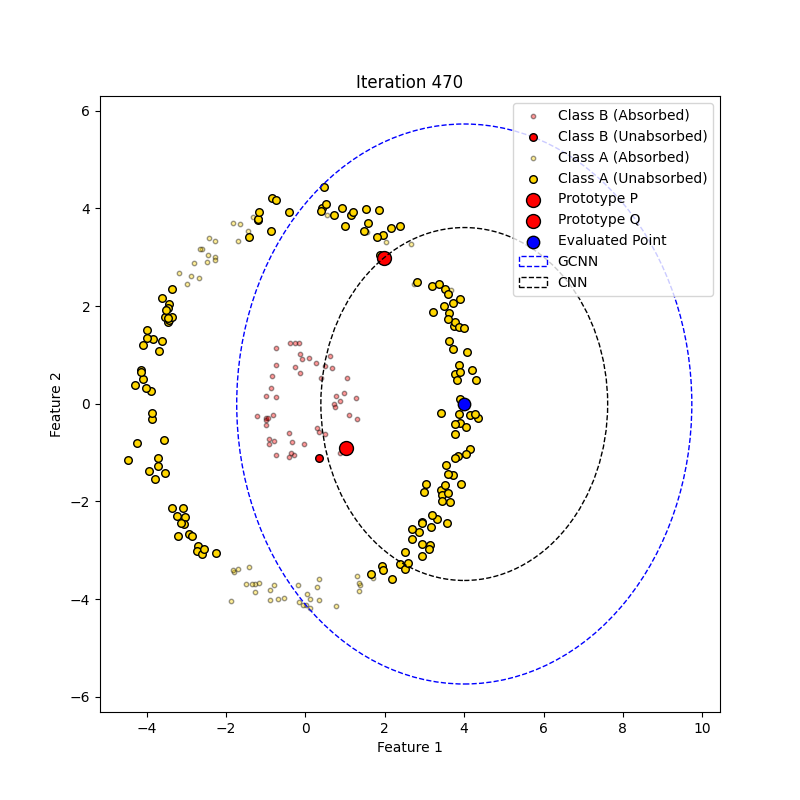 Iteration 470
Class B (Absorbed)
Class B (Unabsorbed)
Class A (Absorbed)
Class A (Unabsorbed)
Prototype P
Prototype Q
Evaluated Point
GCNN
CNN
6
4
2
0
−2
−4
−6
Feature 2
−4 −2 0 2 4 6 8 10
Feature 1